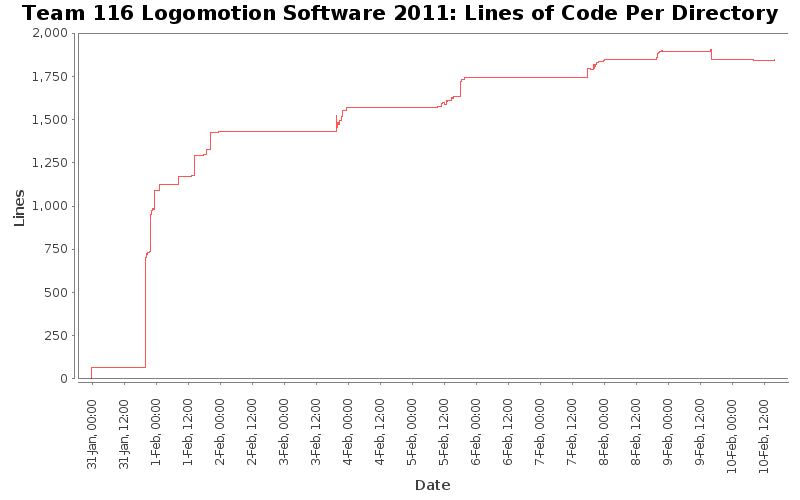 Team 116 Logomotion Software 2011: Lines of Code Per Directory
2,000
1,750
1,500
1,250
1,000
750
500
250
0
Lines
31-Jan, 00:00
31-Jan, 12:00
1-Feb, 00:00
1-Feb, 12:00
2-Feb, 00:00
2-Feb, 12:00
3-Feb, 00:00
3-Feb, 12:00
4-Feb, 00:00
4-Feb, 12:00
5-Feb, 00:00
5-Feb, 12:00
6-Feb, 00:00
6-Feb, 12:00
7-Feb, 00:00
7-Feb, 12:00
8-Feb, 00:00
8-Feb, 12:00
9-Feb, 00:00
9-Feb, 12:00
10-Feb, 00:00
10-Feb, 12:00
Date